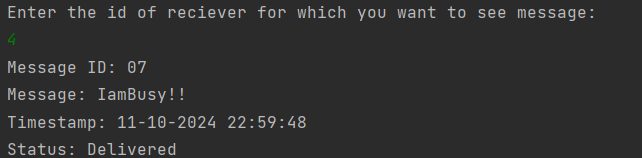 Enter the id of reciever for which you want to see message:
4
Message ID: 07
Message: IamBusy!!
Timestamp: 11-10-2024 22:59:48
Status: Delivered